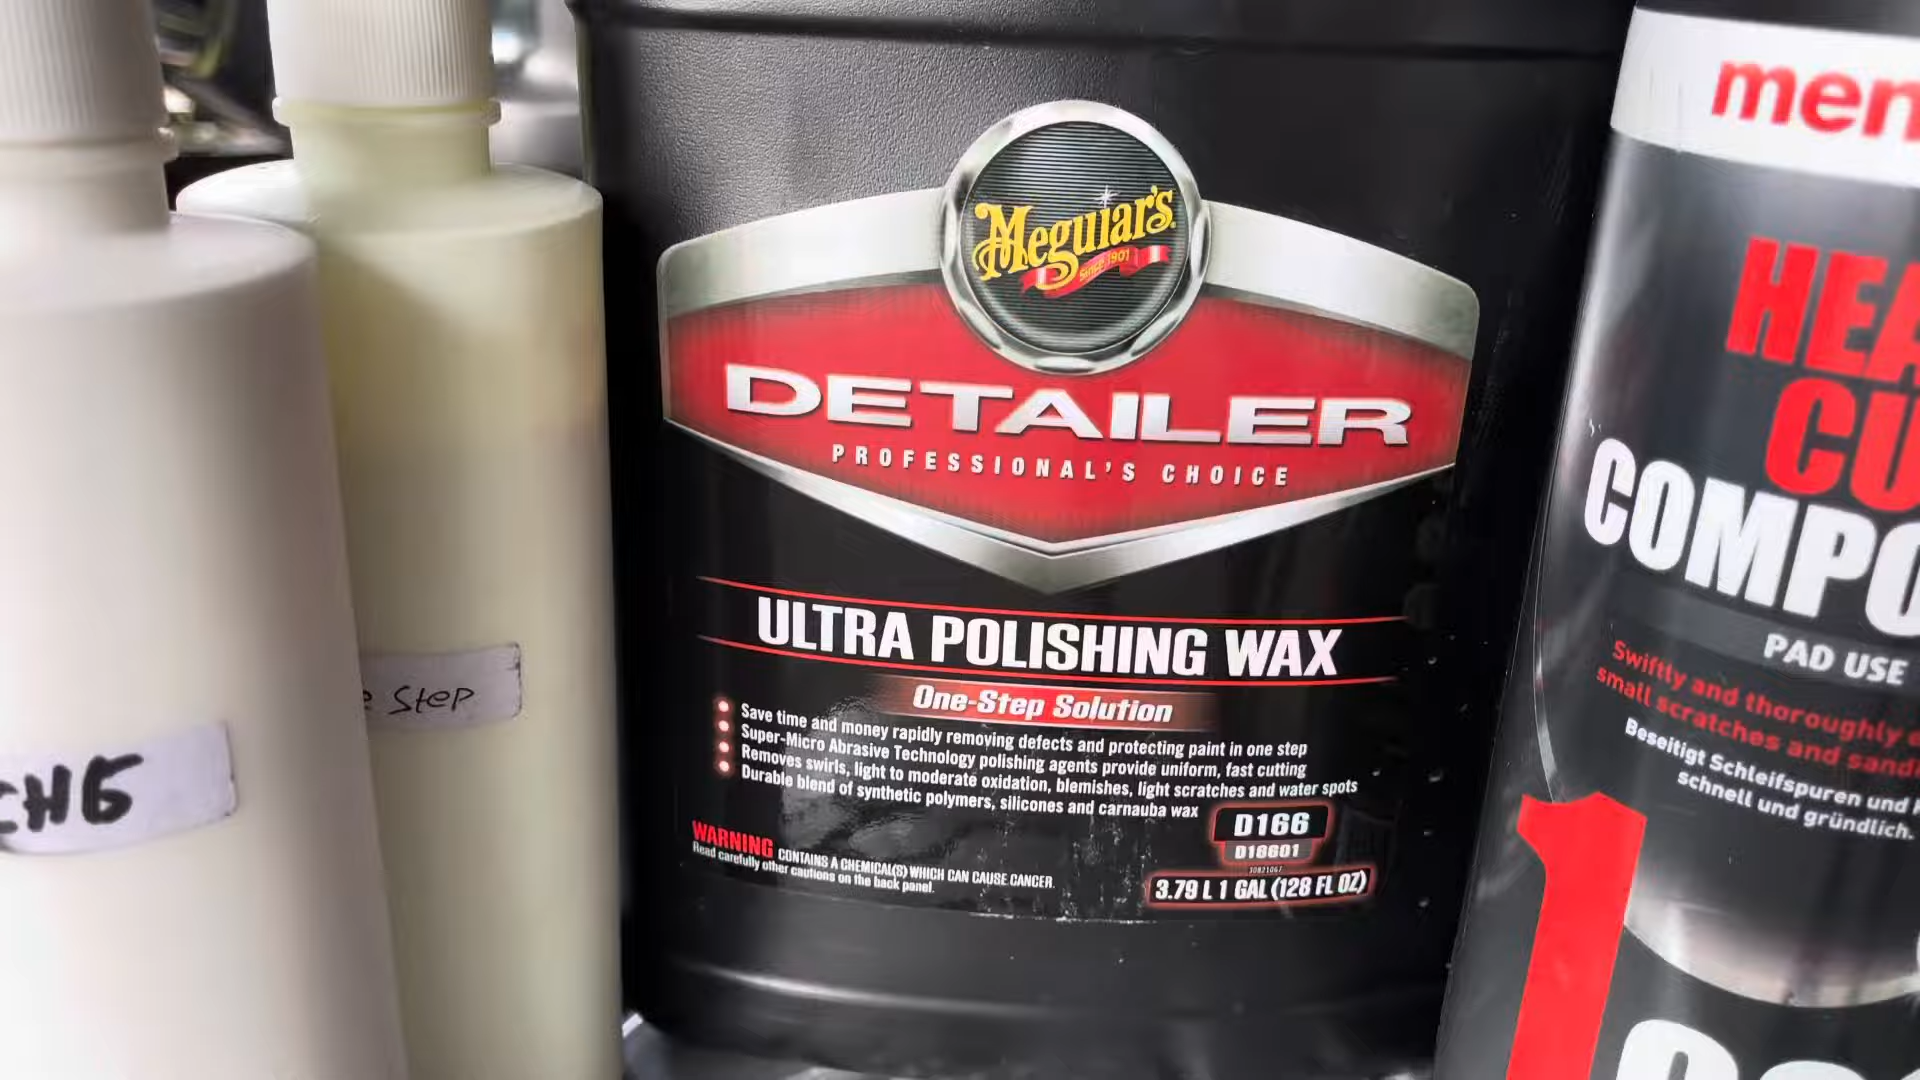 Step
Meguiar's
SINCE 1901
DETAILER
PROFESSIONAL'S CHOICE
ULTRA POLISHING WAX
One-Step Solution
Save time and money rapidly removing defects and protecting paint in one step
Super-Micro Abrasive Technology polishing agents provide uniform, fast cutting
Removes swirls, light to moderate oxidation, blemishes, light scratches and water spots
Durable blend of synthetic polymers, silicones and carnauba wax
D166
D16601
WARNING CONTAINS A CHEMICAL(S) WHICH CAN CAUSE CANCER.
Read carefully other cautions on the back panel.
3.79 L 1 GAL (128 FL OZ)
men
HEA
CU
COMPO
PAD USE
Swiftly and thoroughly
small scratches and sand
Beseitigt Schleifspuren und
schnell und gründlich.
1